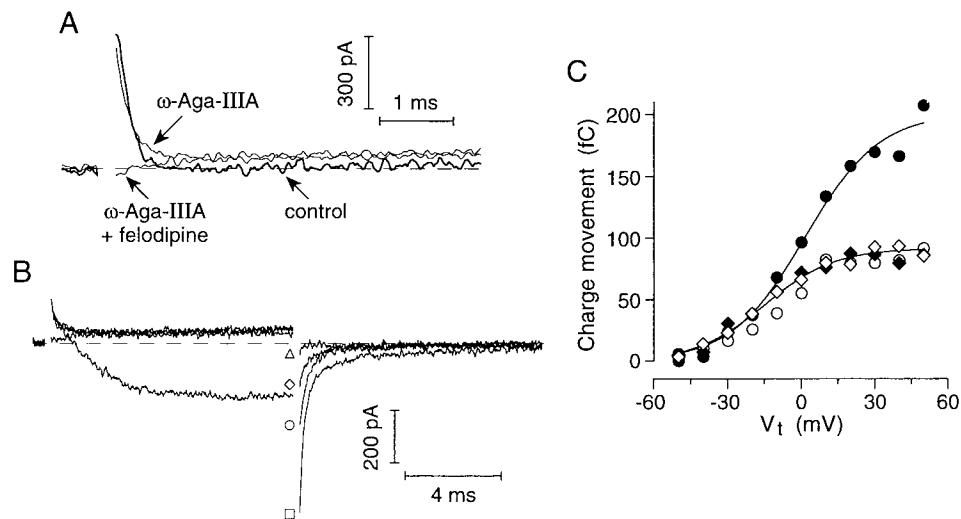 A
ω-Aga-IIIA
300 pA
1 ms
ω-Aga-IIIA
+ felodipine
control
B
200 pA
4 ms
C
Charge movement (fC)
200
150
100
50
0
-60
-30
0
30
60
Vt (mV)